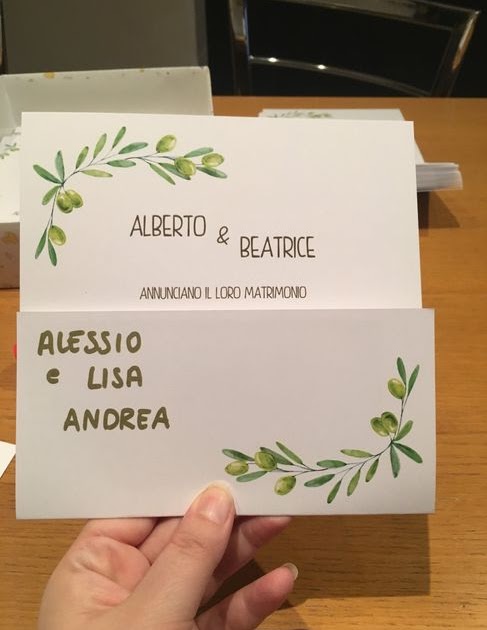 ALBERTO & BEATRICE
ANNUNCIANO IL LORO MATRIMONIO
ALESSIO
e LISA
ANDREA